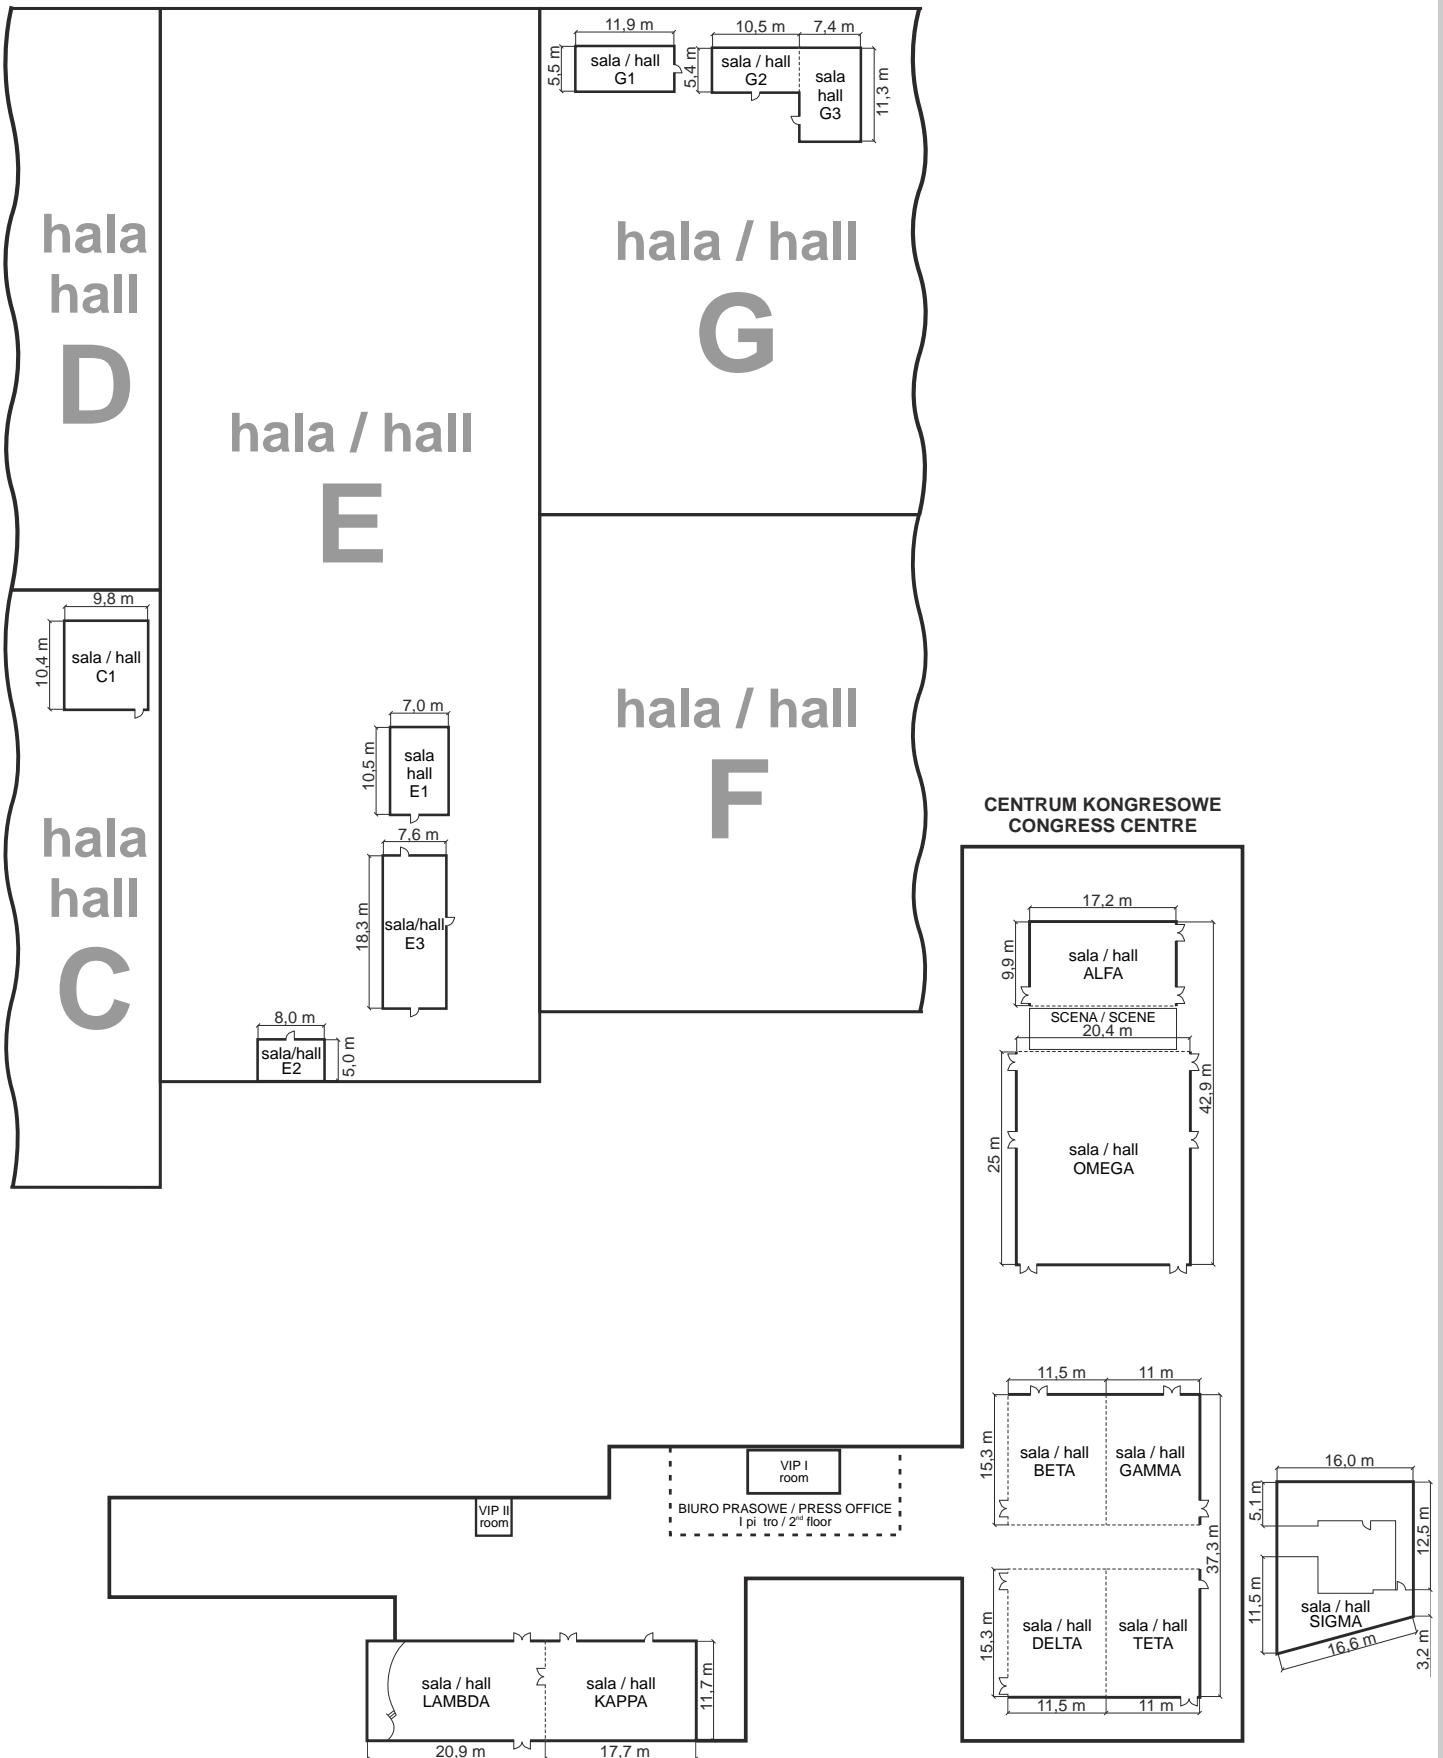 11,9 m
5,5 m
sala / hall
G1
10,5 m
7,4 m
5,4 m
sala / hall
G2
sala
hall
G3
11,3 m
hala
hall
D
hala / hall
G
hala / hall
E
9,8 m
10,4 m
sala / hall
C1
hala / hall
F
7,0 m
10,5 m
sala
hall
E1
hala
hall
C
7,6 m
18,3 m
sala/hall
E3
8,0 m
sala/hall
E2
5,0 m
CENTRUM KONGRESOWE
CONGRESS CENTRE
17,2 m
9,9 m
sala / hall
ALFA
SCENA / SCENE
20,4 m
42,9 m
25 m
sala / hall
OMEGA
11,5 m
11 m
15,3 m
sala / hall
BETA
sala / hall
GAMMA
37,3 m
15,3 m
sala / hall
DELTA
sala / hall
TETA
11,5 m
11 m
16,0 m
5,1 m
12,5 m
11,5 m
sala / hall
SIGMA
16,6 m
3,2 m
VIP I
room
BIURO PRASOWE / PRESS OFFICE
I pi tro / 2nd floor
VIP II
room
sala / hall
LAMBDA
sala / hall
KAPPA
11,7 m
20,9 m
17,7 m